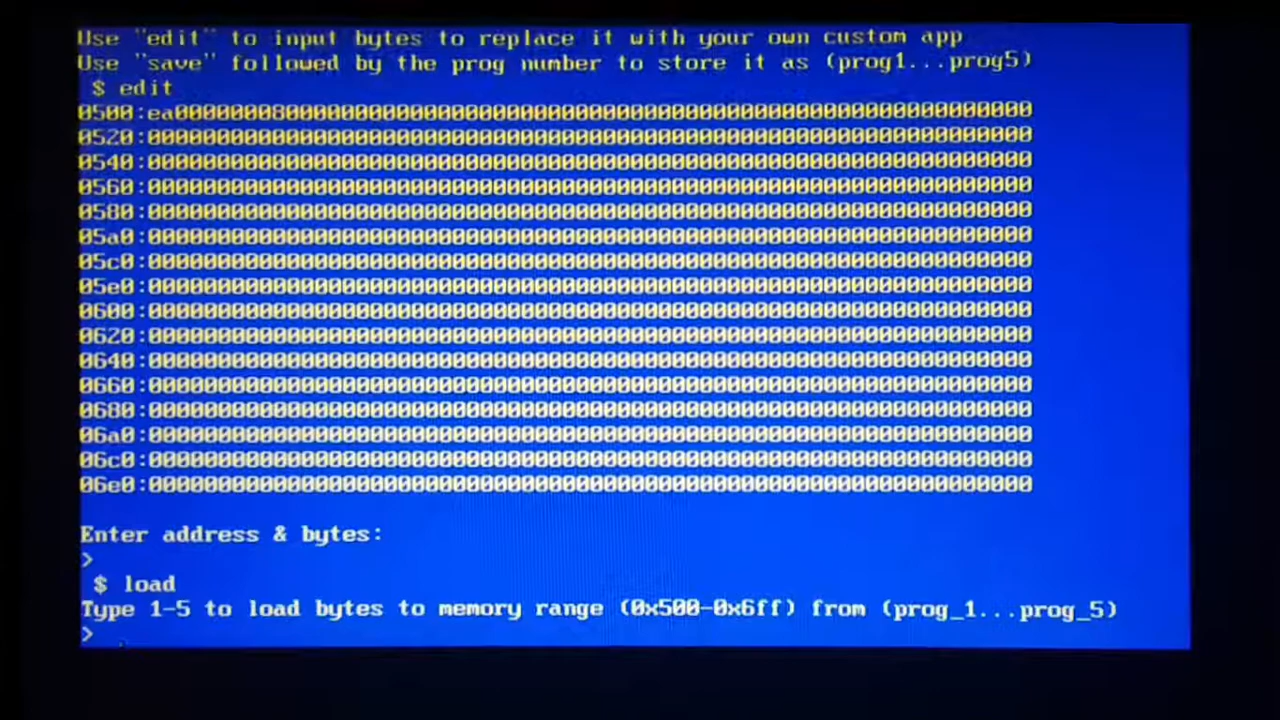 Use "edit" to input bytes to replace it with your own custom app
Use "save" followed by the prog number to store it as (prog1...prog5)
$ edit
0500:ea00000008000000000000000000000000000000000000000000000000000000
0520:0000000000000000000000000000000000000000000000000000000000000000
0540:0000000000000000000000000000000000000000000000000000000000000000
0560:0000000000000000000000000000000000000000000000000000000000000000
0580:0000000000000000000000000000000000000000000000000000000000000000
05a0:0000000000000000000000000000000000000000000000000000000000000000
05c0:0000000000000000000000000000000000000000000000000000000000000000
05e0:0000000000000000000000000000000000000000000000000000000000000000
0600:0000000000000000000000000000000000000000000000000000000000000000
0620:0000000000000000000000000000000000000000000000000000000000000000
0640:0000000000000000000000000000000000000000000000000000000000000000
0660:0000000000000000000000000000000000000000000000000000000000000000
0680:0000000000000000000000000000000000000000000000000000000000000000
06a0:0000000000000000000000000000000000000000000000000000000000000000
06c0:0000000000000000000000000000000000000000000000000000000000000000
06e0:0000000000000000000000000000000000000000000000000000000000000000
Enter address & bytes:
>
$ load
Type 1-5 to load bytes to memory range (0x500-0x6ff) from (prog_1...prog_5)
>